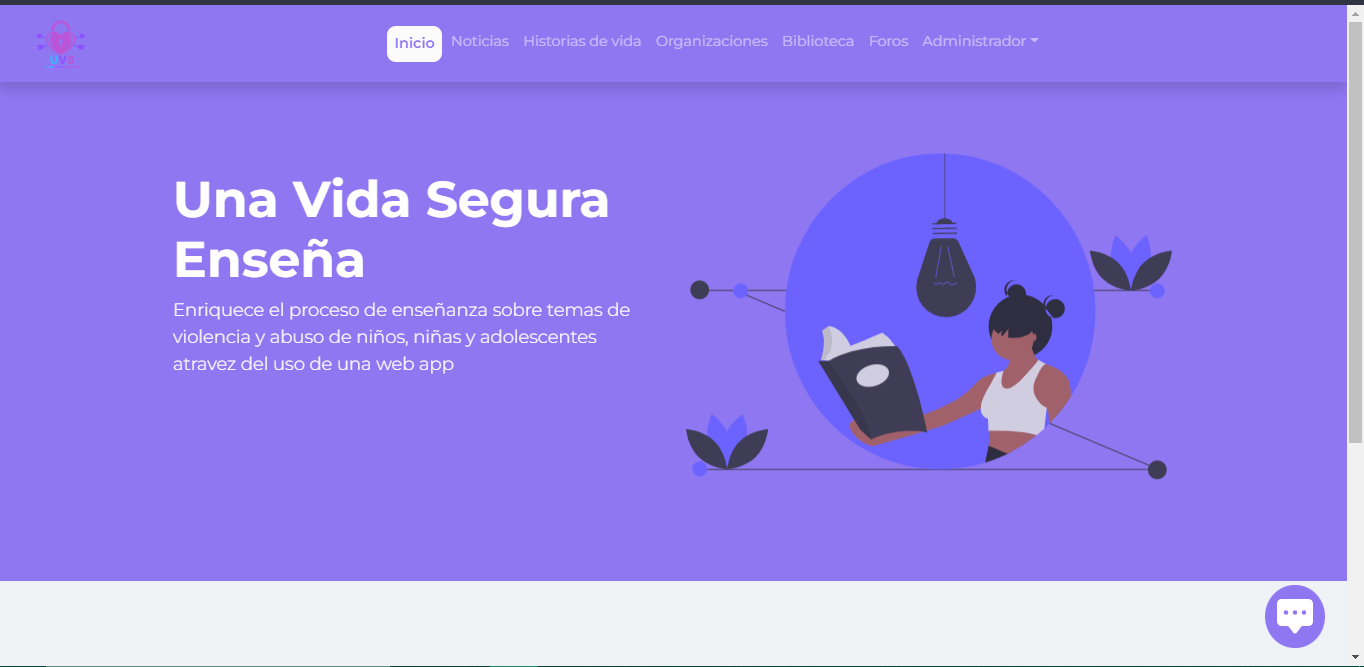 UVS
Inicio Noticias Historias de vida Organizaciones Biblioteca Foros Administrador
Una Vida Segura
Enseña
Enriquece el proceso de enseñanza sobre temas de
violencia y abuso de niños, niñas y adolescentes
atravez del uso de una web app